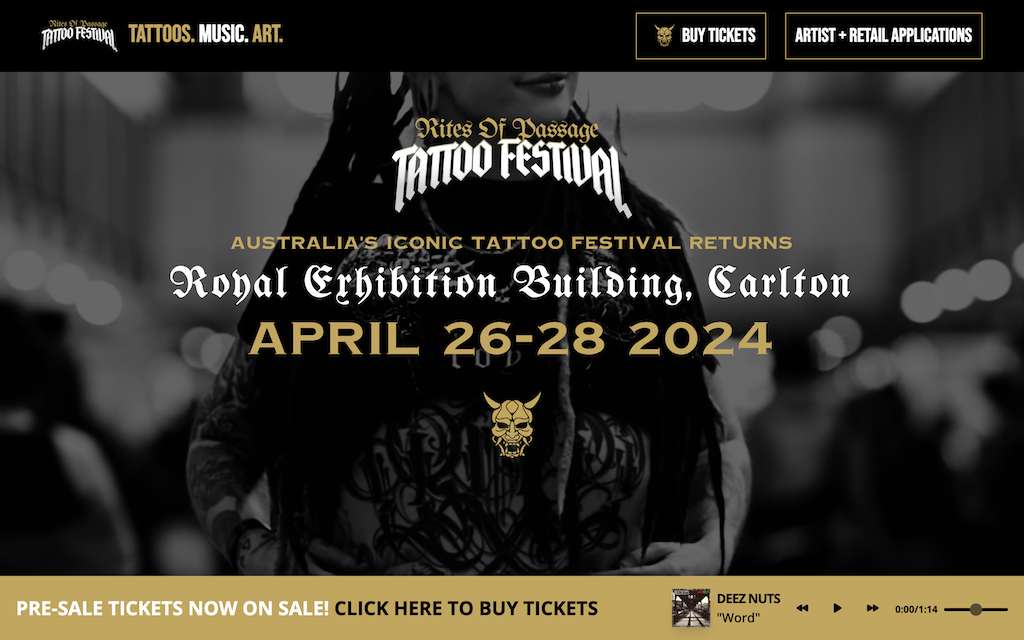 Rites Of Passage
TATTOO FESTIVAL
TATTOOS. MUSIC. ART.
BUY TICKETS
ARTIST + RETAIL APPLICATIONS
Rites Of Passage
TATTOO FESTIVAL
AUSTRALIA'S ICONIC TATTOO FESTIVAL RETURNS
Royal Exhibition Building, Carlton
APRIL 26-28 2024
PRE-SALE TICKETS NOW ON SALE! CLICK HERE TO BUY TICKETS
DEEZ NUTS
"Word"
0:00/1:14